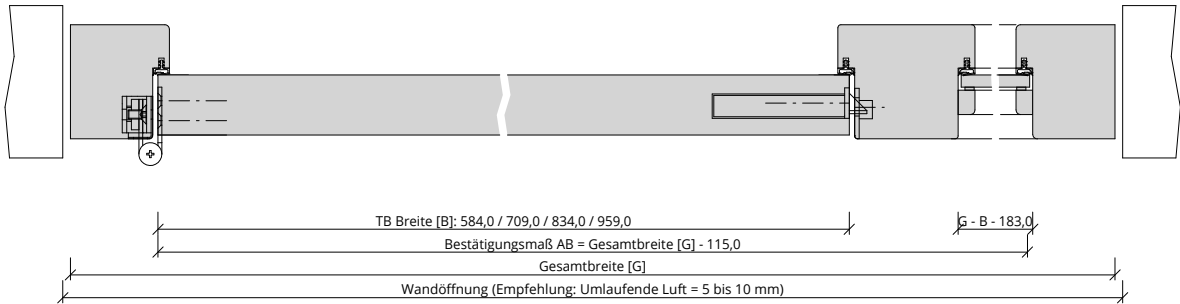 TB Breite [B]: 584,0 / 709,0 / 834,0 / 959,0
G - B - 183,0
Bestätigungsmaß AB = Gesamtbreite [G] - 115,0
Gesamtbreite [G]
Wandöffnung (Empfehlung: Umlaufende Luft = 5 bis 10 mm)